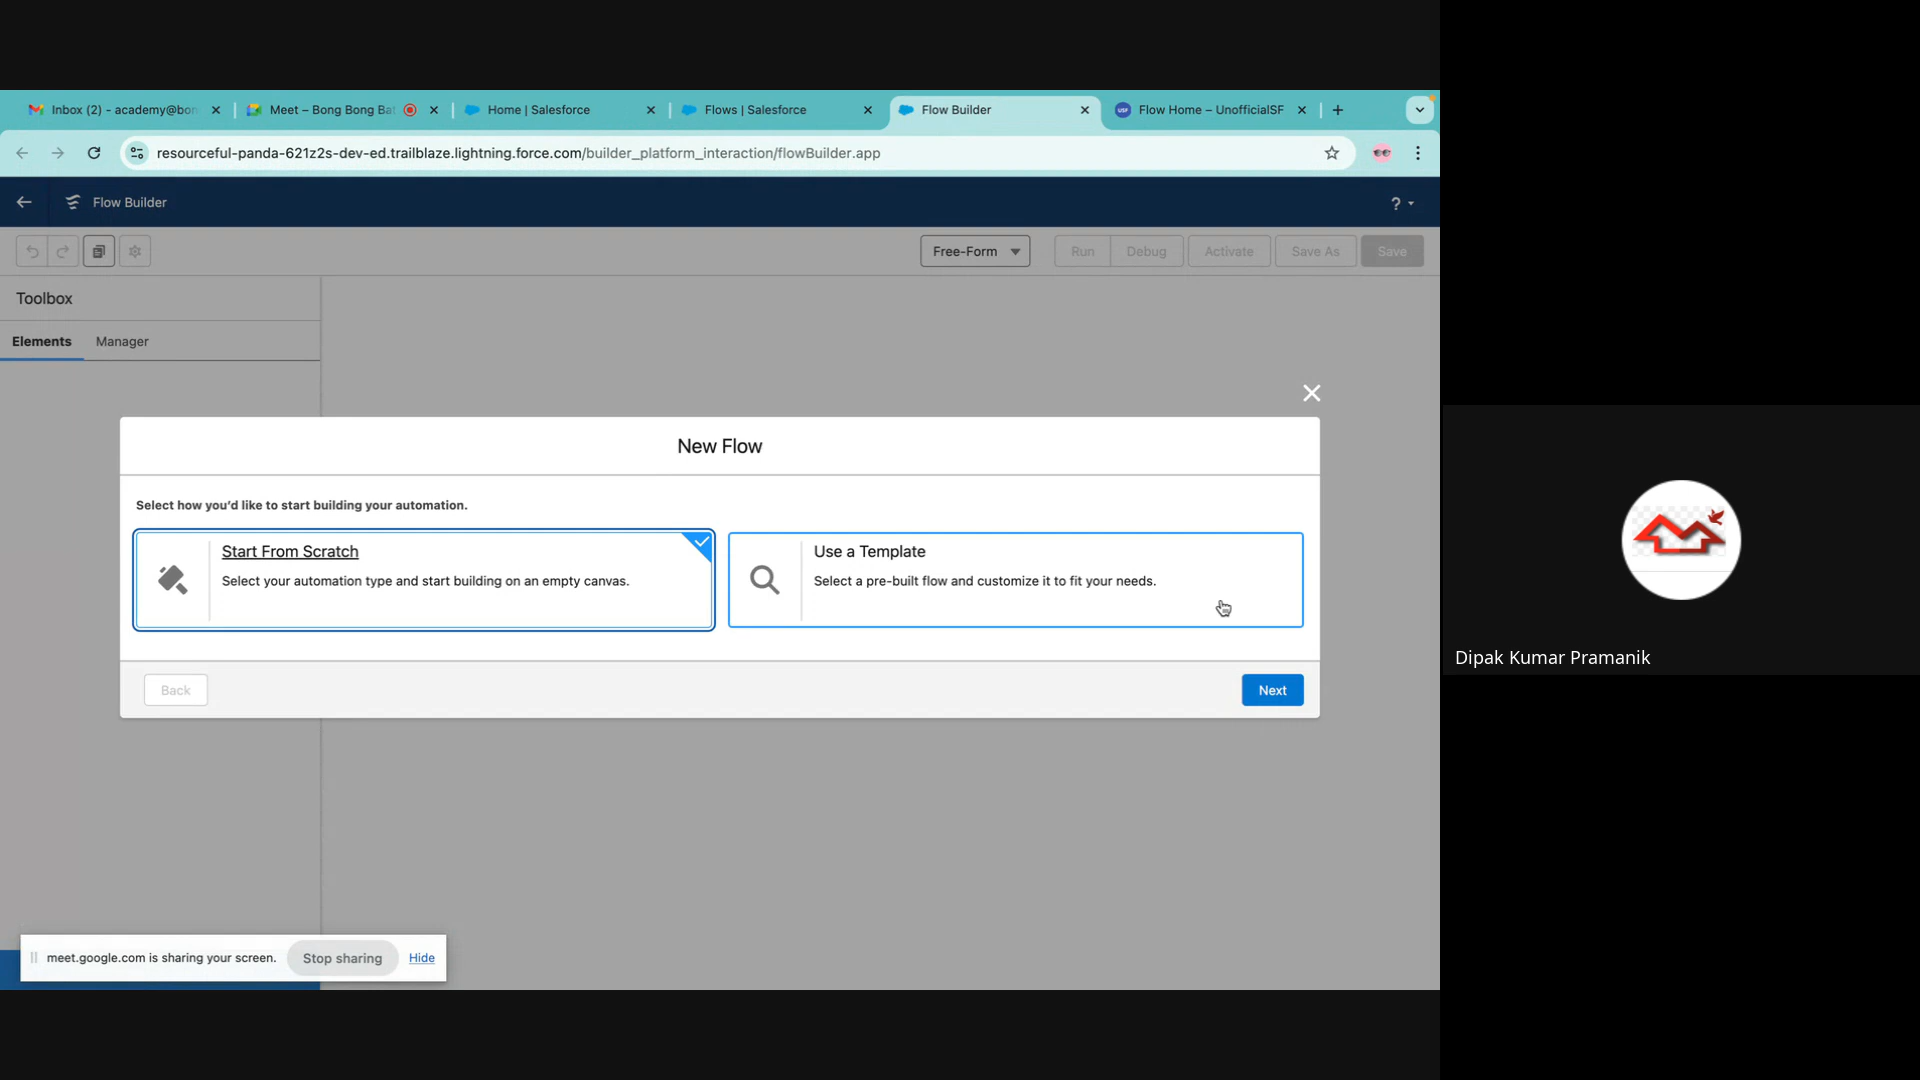 Inbox (2) - academy@bon
Meet – Bong Bong Bat
Home | Salesforce
Flows | Salesforce
Flow Builder
Flow Home – UnofficialSF
resourceful-panda-621z2s-dev-ed.trailblaze.lightning.force.com/builder_platform_interaction/flowBuilder.app
Flow Builder
?
Free-Form
Run
Debug
Activate
Save As
Save
Toolbox
Elements
Manager
New Flow
Select how you'd like to start building your automation.
Start From Scratch
Select your automation type and start building on an empty canvas.
Use a Template
Select a pre-built flow and customize it to fit your needs.
Back
Next
Dipak Kumar Pramanik
meet.google.com is sharing your screen.
Stop sharing
Hide